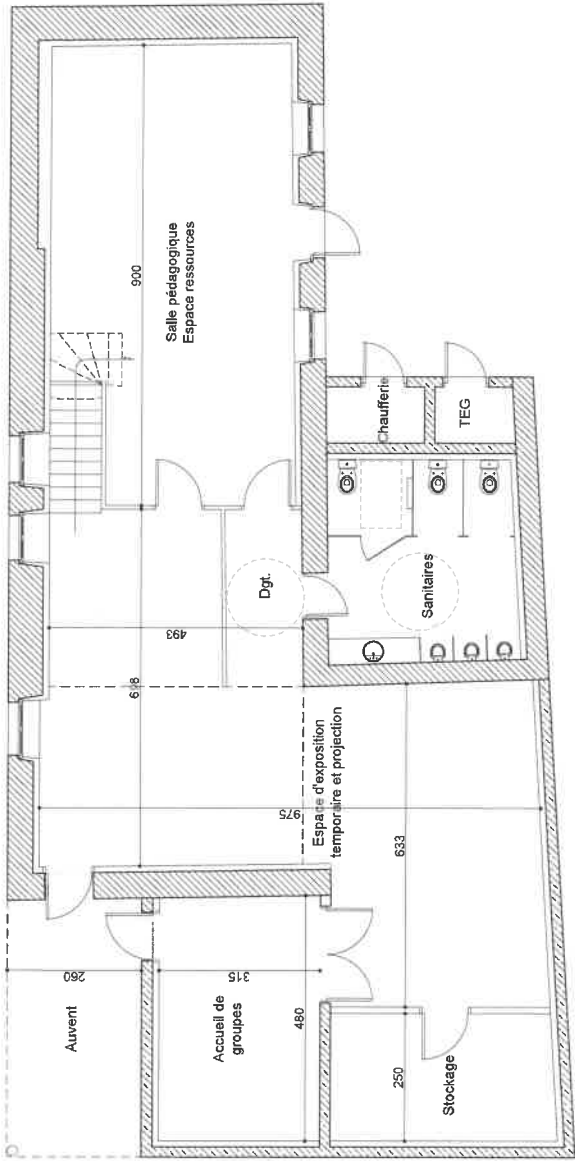 Salle pédagogique
Espace ressources
900
Chaufferie
TEG
Sanitaires
Dgt.
493
698
Espace d'exposition
temporaire et projection
975
633
Auvent
260
Accueil de
groupes
315
480
Stockage
250